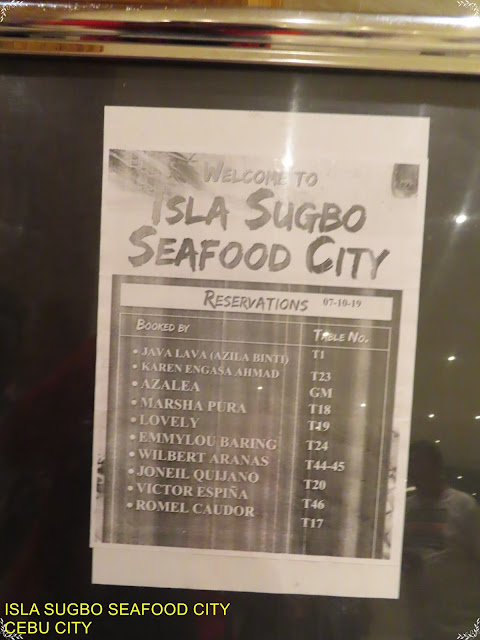 WELCOME TO
ISLA SUGBO
SEAFOOD CITY
RESERVATIONS 07-10-19
BOOKED BY TABLE NO.
• JAVA LAVA (AZILA BINTI) T1
• KAREN ENGASA AHMAD T23
• AZALEA GM
• MARSHA PURA T18
• LOVELY T19
• EMMYLOU BARING T24
• WILBERT ARANAS T44-45
• JONEIL QUIJANO T20
• VICTOR ESPIÑA T46
• ROMEL CAUDOR T17
ISLA SUGBO SEAFOOD CITY
CEBU CITY